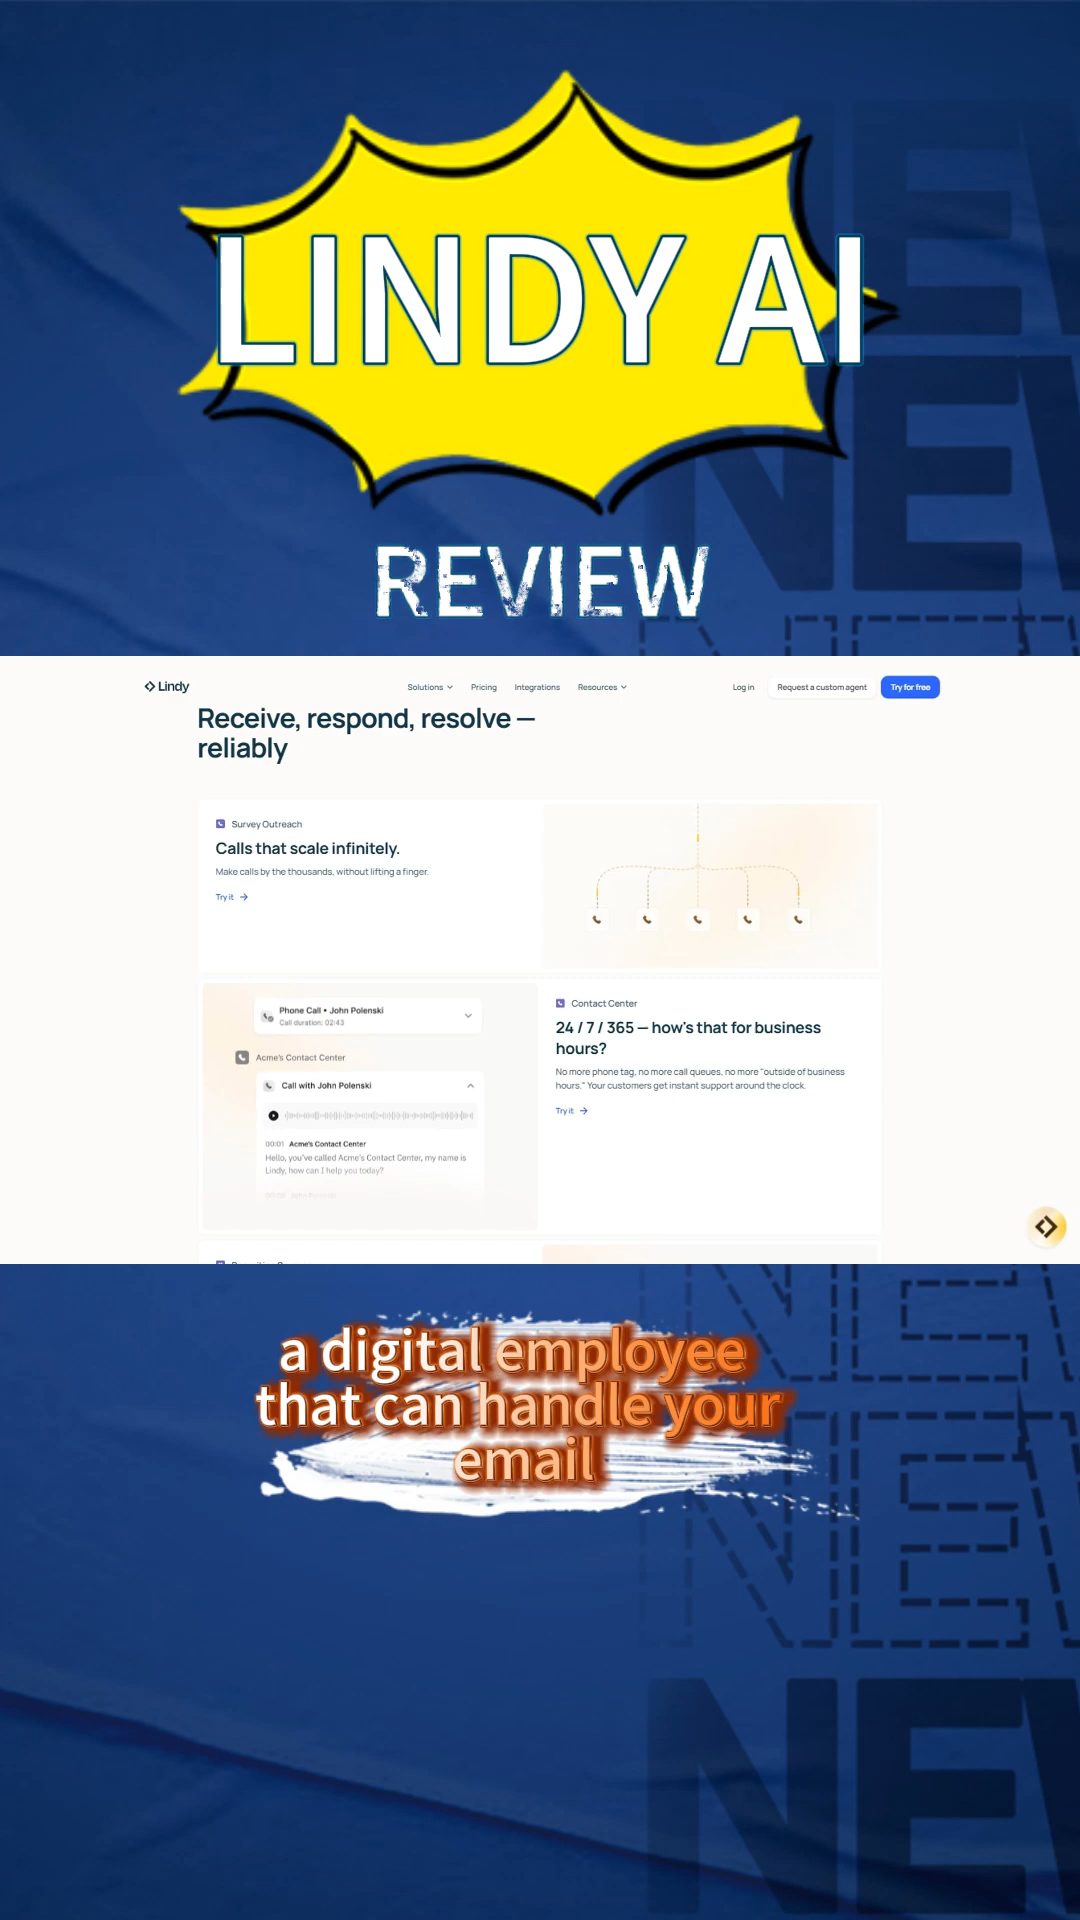 LINDY AI
REVIEW
Lindy
Solutions
Pricing
Integrations
Resources
Log in
Request a custom agent
Try for free
Receive, respond, resolve —
reliably
Survey Outreach
Calls that scale infinitely.
Make calls by the thousands, without lifting a finger.
Try it
Phone Call • John Polenski
Call duration: 02:43
Acme's Contact Center
Call with John Polenski
00:01 Acme's Contact Center
Hello, you've called Acme's Contact Center, my name is
Lindy, how can I help you today?
Contact Center
24 / 7 / 365 — how's that for business
hours?
No more phone tag, no more call queues, no more "outside of business
hours." Your customers get instant support around the clock.
Try it
a digital employee
that can handle your
email
NEW
NEW
NEW
NEW
NEW